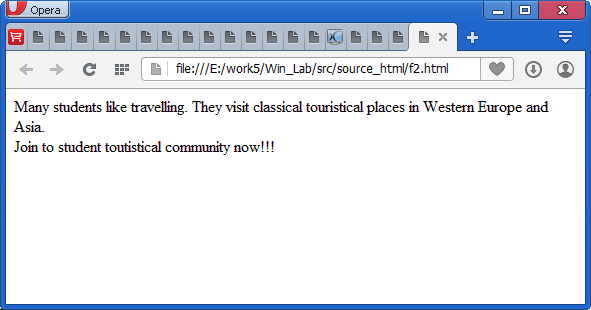 Opera
file:///E:/work5/Win_Lab/src/source_html/f2.html
Many students like travelling. They visit classical touristical places in Western Europe and
Asia.
Join to student toutistical community now!!!